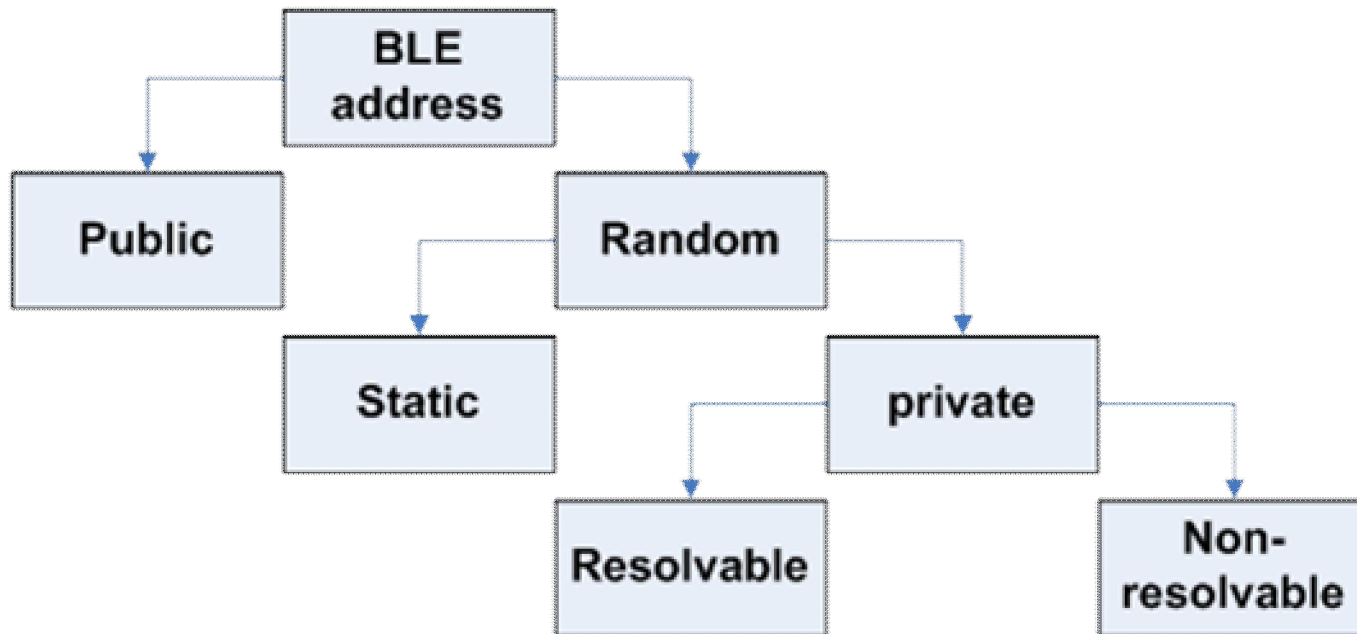 BLE
address
Public
Random
Static
private
Resolvable
Non-
resolvable